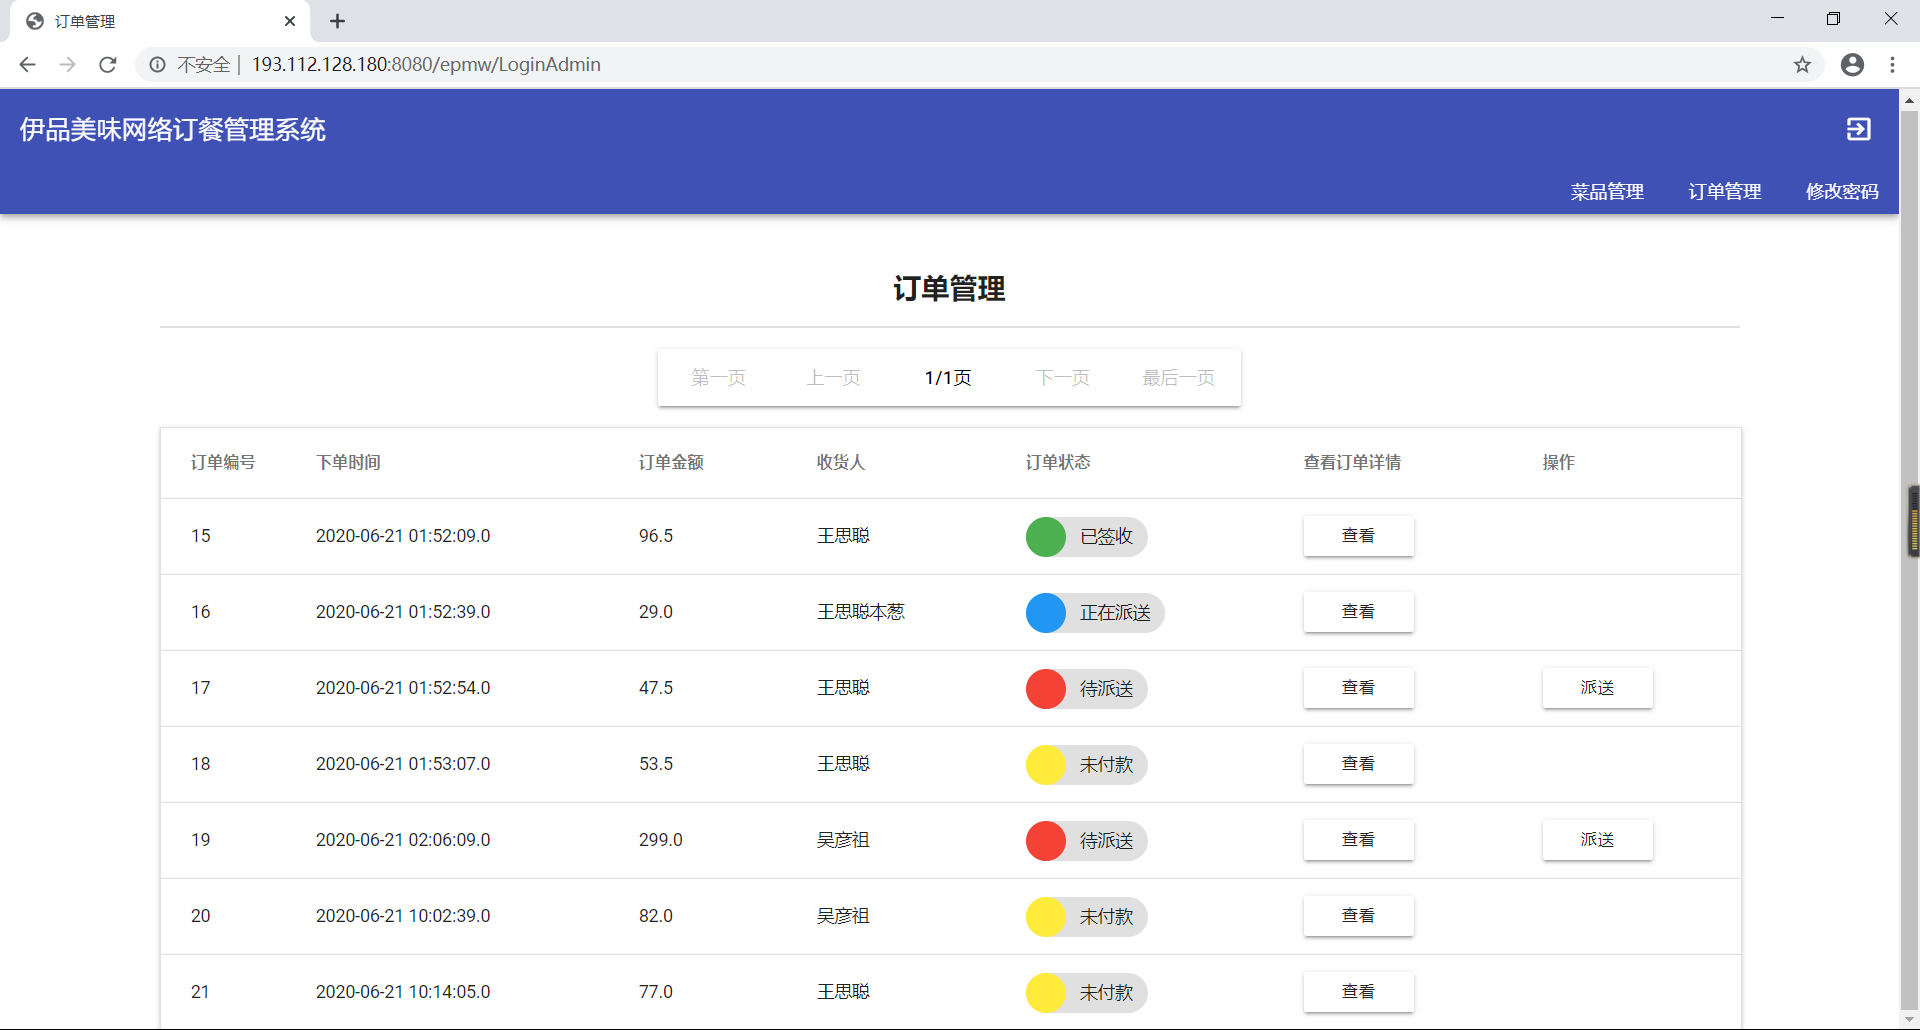 订单管理
不安全 | 193.112.128.180:8080/epmw/LoginAdmin
伊品美味网络订餐管理系统
菜品管理 订单管理 修改密码
订单管理
第一页 上一页 1/1页 下一页 最后一页
订单编号 下单时间 订单金额 收货人 订单状态 查看订单详情 操作
15 2020-06-21 01:52:09.0 96.5 王思聪 已签收 查看
16 2020-06-21 01:52:39.0 29.0 王思聪本葱 正在派送 查看
17 2020-06-21 01:52:54.0 47.5 王思聪 待派送 查看 派送
18 2020-06-21 01:53:07.0 53.5 王思聪 未付款 查看
19 2020-06-21 02:06:09.0 299.0 吴彦祖 待派送 查看 派送
20 2020-06-21 10:02:39.0 82.0 吴彦祖 未付款 查看
21 2020-06-21 10:14:05.0 77.0 王思聪 未付款 查看